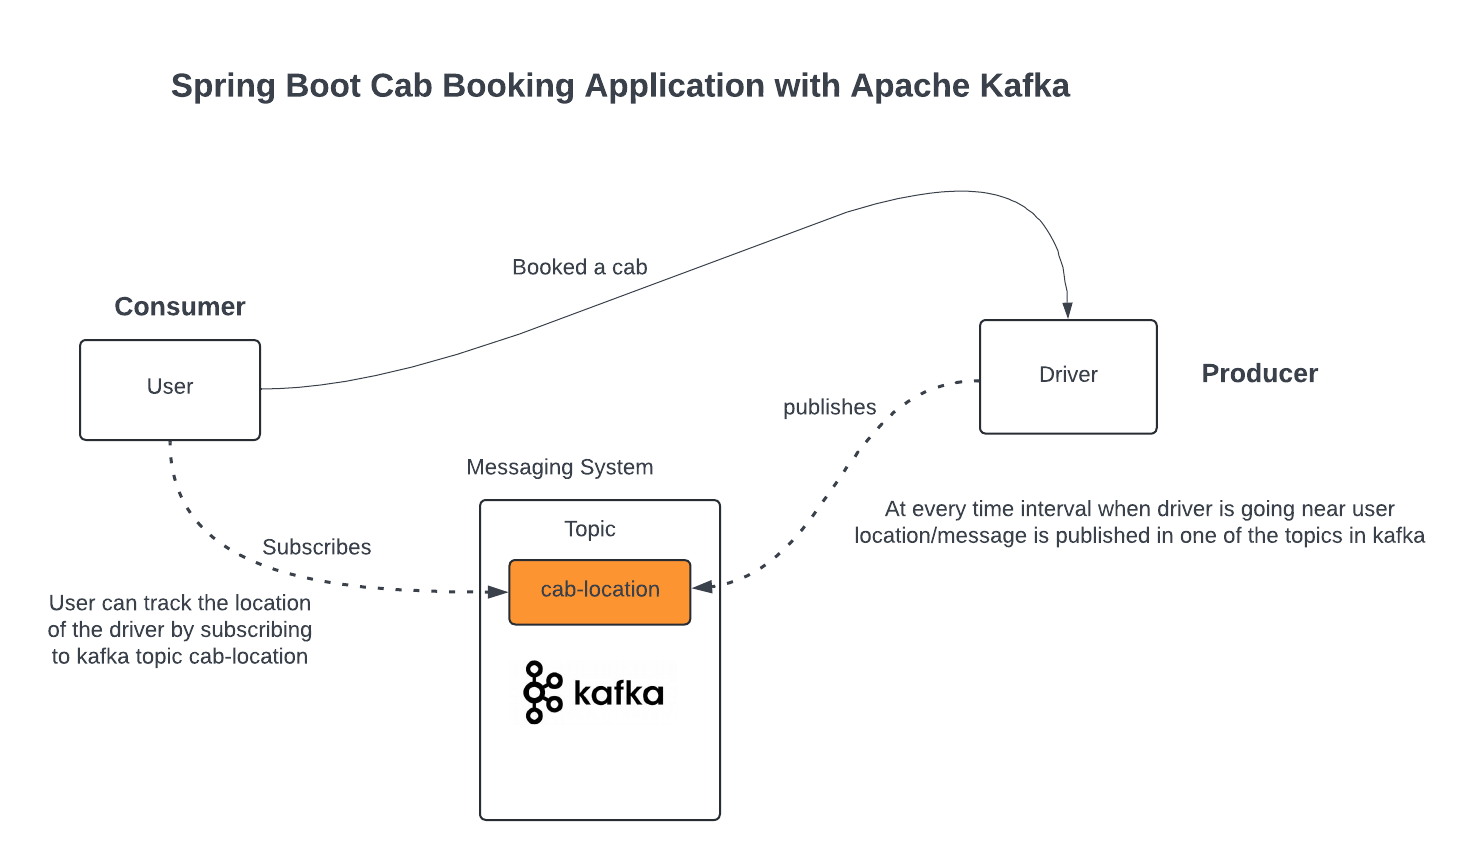 Spring Boot Cab Booking Application with Apache Kafka
Booked a cab
Consumer
User
Driver
Producer
publishes
Messaging System
Topic
cab-location
kafka
Subscribes
At every time interval when driver is going near user
location/message is published in one of the topics in kafka
User can track the location
of the driver by subscribing
to kafka topic cab-location